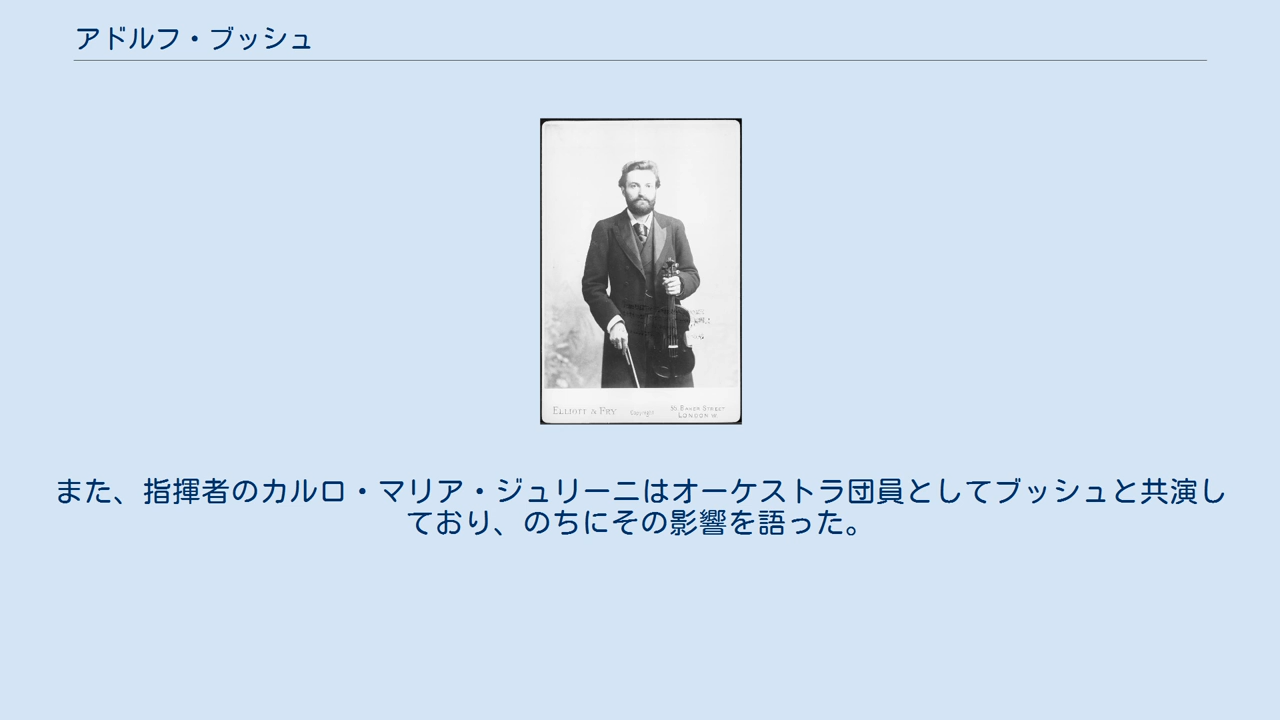 アドルフ・ブッシュ
ELLIOTT & FRY Copyright 55 BAKER STREET
LONDON W
また、指揮者のカルロ・マリア・ジュリーニはオーケストラ団員としてブッシュと共演し
ており、のちにその影響を語った。